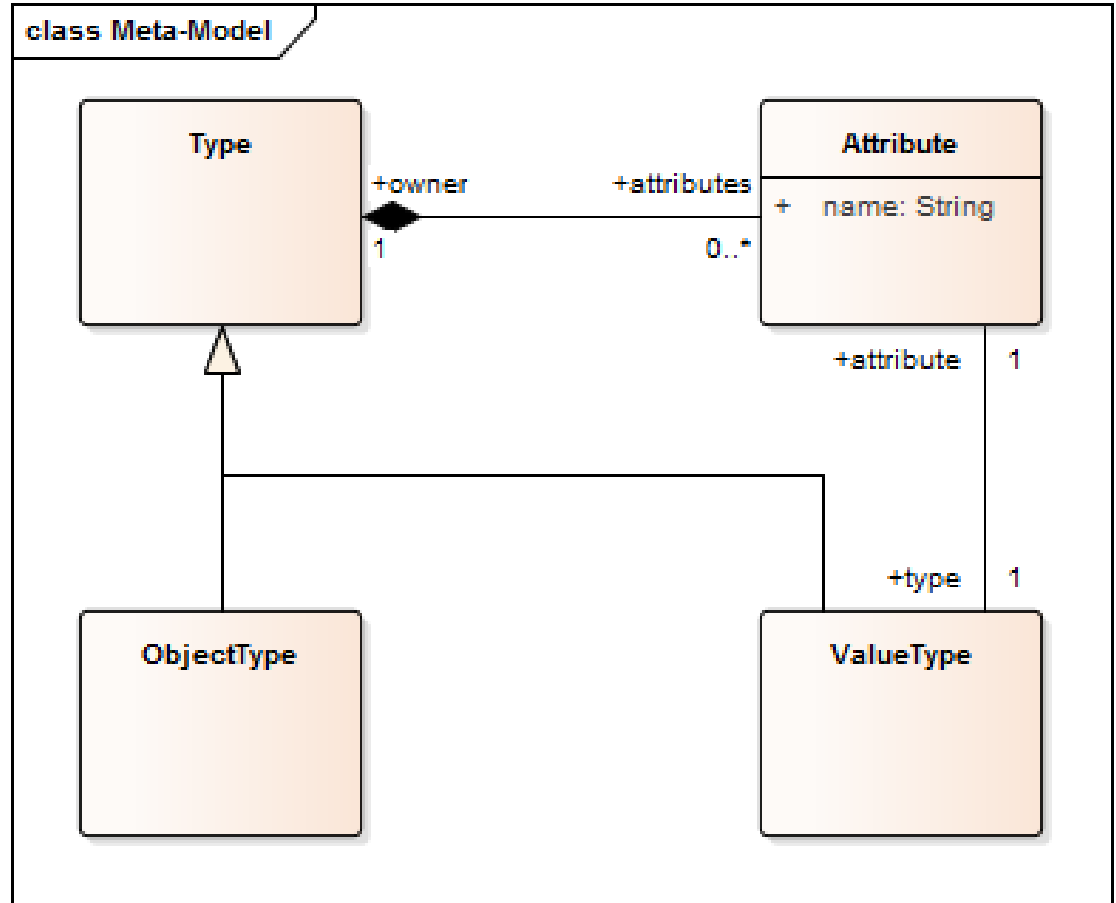 class Meta-Model
Type
Attribute
+owner
+attributes
+ name: String
1
0..*
+attribute 1
+type 1
ObjectType
ValueType